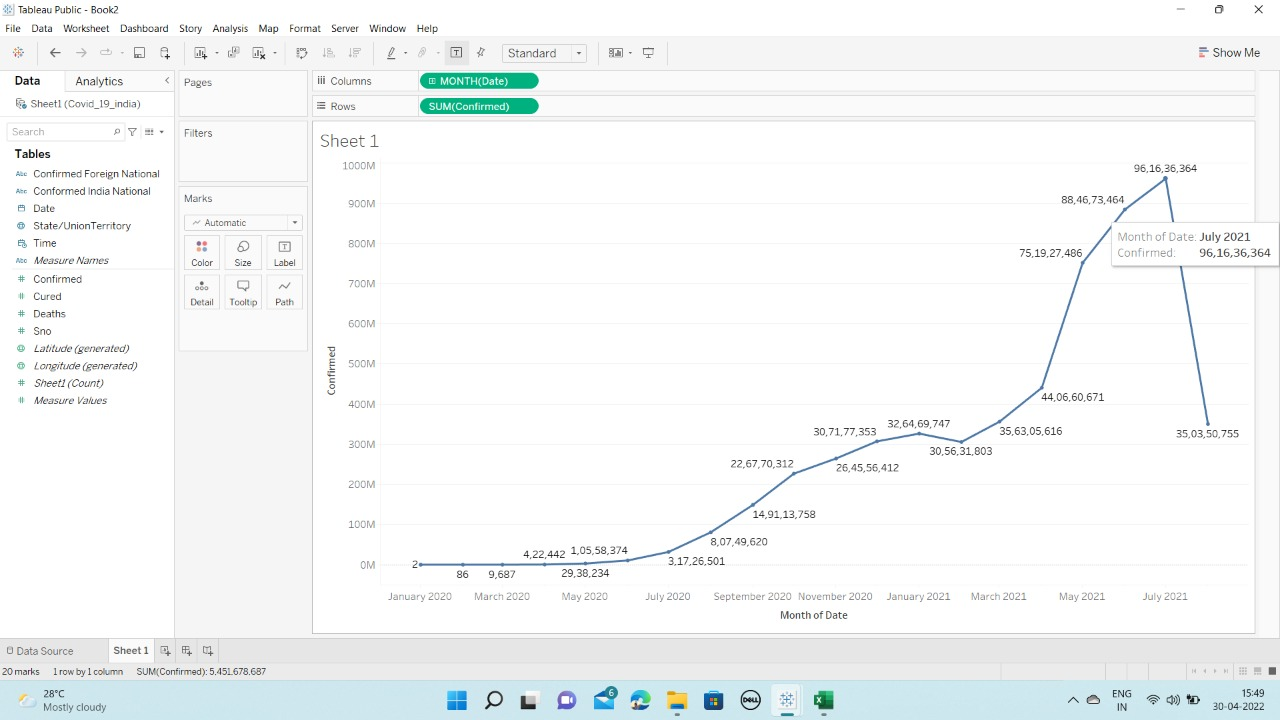 Tableau Public - Book2
File Data Worksheet Dashboard Story Analysis Map Format Server Window Help
Standard
Show Me
Data Analytics
Sheet1 (Covid_19_india)
Search
Tables
Abc Confirmed Foreign National
Abc Conformed India National
Date
State/UnionTerritory
Time
Abc Measure Names
Confirmed
Cured
Deaths
Sno
Latitude (generated)
Longitude (generated)
Sheet1 (Count)
Measure Values
Pages
Filters
Marks
Automatic
Color Size Label
Detail Tooltip Path
Columns MONTH(Date)
Rows SUM(Confirmed)
Sheet 1
Confirmed
1000M
900M
800M
700M
600M
500M
400M
300M
200M
100M
0M
2
86
9,687
4,22,442
29,38,234
1,05,58,374
3,17,26,501
8,07,49,620
14,91,13,758
22,67,70,312
26,45,56,412
30,71,77,353
32,64,69,747
30,56,31,803
35,63,05,616
44,06,60,671
75,19,27,486
88,46,73,464
96,16,36,364
35,03,50,755
Month of Date: July 2021
Confirmed: 96,16,36,364
January 2020 March 2020 May 2020 July 2020 September 2020 November 2020 January 2021 March 2021 May 2021 July 2021
Month of Date
Data Source Sheet 1
20 marks 1 row by 1 column SUM(Confirmed): 5,451,678,687
28°C
Mostly cloudy
6
DELL
ENG
IN
15:49
30-04-2022